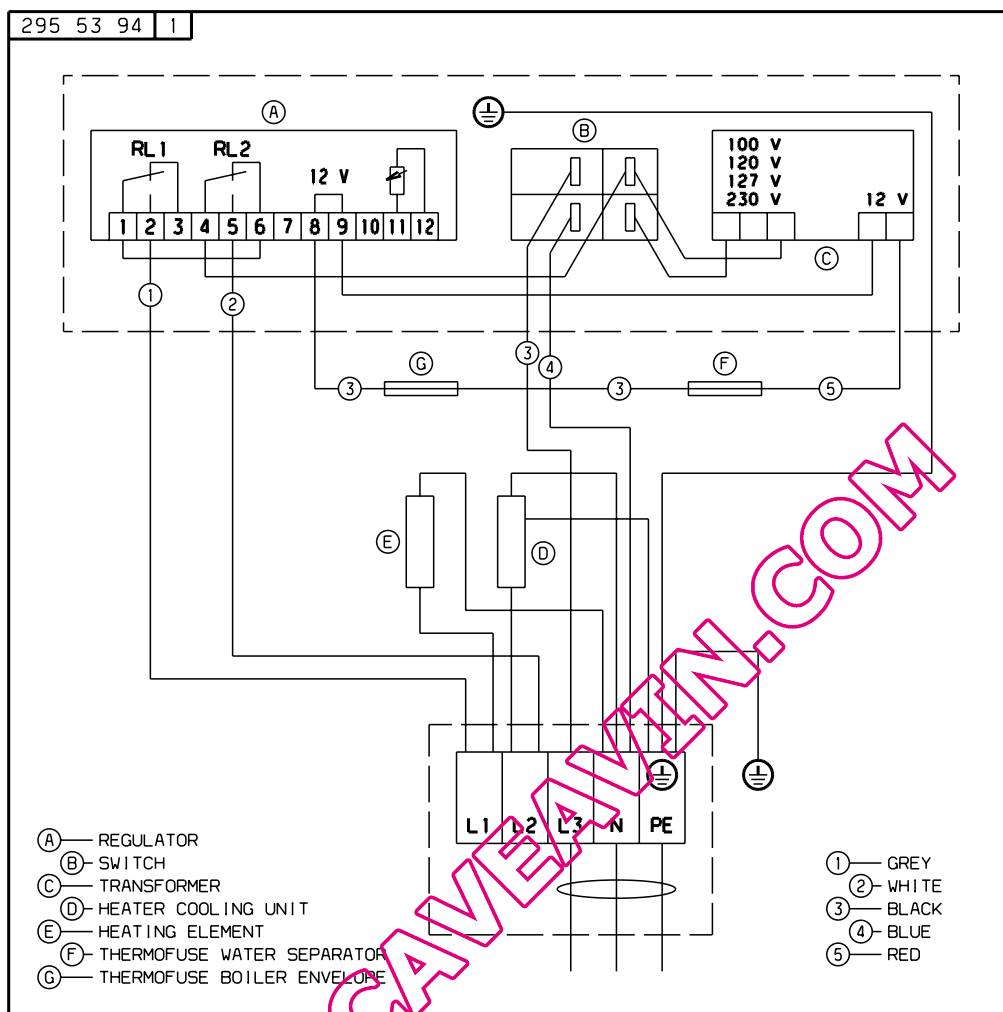 295 53 94 1
A
B
RL1 RL2
12 V
100 V
120 V
127 V
230 V
12 V
1 2 3 4 5 6 7 8 9 10 11 12
C
1
2
3
4
G
F
3
3
5
E
D
L1 L2 L3 N PE
A REGULATOR
B SWITCH
C TRANSFORMER
D HEATER COOLING UNIT
E HEATING ELEMENT
F THERMOFUSE WATER SEPARATOR
G THERMOFUSE BOILER ENVELOPE
1 GREY
2 WHITE
3 BLACK
4 BLUE
5 RED
CAVEAVIN.COM